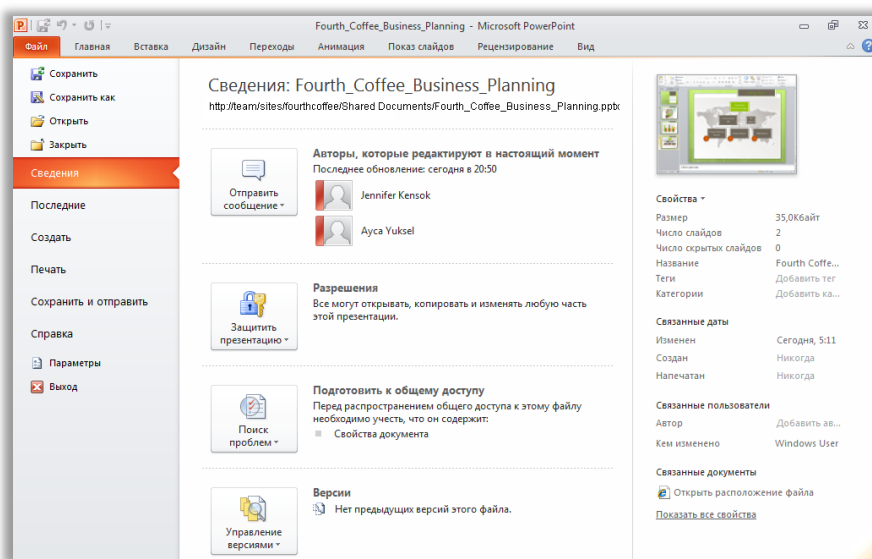 Fourth_Coffee_Business_Planning - Microsoft PowerPoint
Файл Главная Вставка Дизайн Переходы Анимация Показ слайдов Рецензирование Вид
Сохранить
Сохранить как
Открыть
Закрыть
Сведения
Последние
Создать
Печать
Сохранить и отправить
Справка
Параметры
Выход
Сведения: Fourth_Coffee_Business_Planning
http://team/sites/fourthcoffee/Shared Documents/Fourth_Coffee_Business_Planning.pptx
Отправить
сообщение
Авторы, которые редактируют в настоящий момент
Последнее обновление: сегодня в 20:50
Jennifer Kensok
Ayca Yuksel
Защитить
презентацию
Разрешения
Все могут открывать, копировать и изменять любую часть
этой презентации.
Поиск
проблем
Подготовить к общему доступу
Перед распространением общего доступа к этому файлу
необходимо учесть, что он содержит:
Свойства документа
Управление
версиями
Версии
Нет предыдущих версий этого файла.
Свойства
Размер 35,0Кбайт
Число слайдов 2
Число скрытых слайдов 0
Название Fourth Coffe...
Теги Добавить тег
Категории Добавить ка...
Связанные даты
Изменен Сегодня, 5:11
Создан Никогда
Напечатан Никогда
Связанные пользователи
Автор Добавить ав...
Кем изменено Windows User
Связанные документы
Открыть расположение файла
Показать все свойства